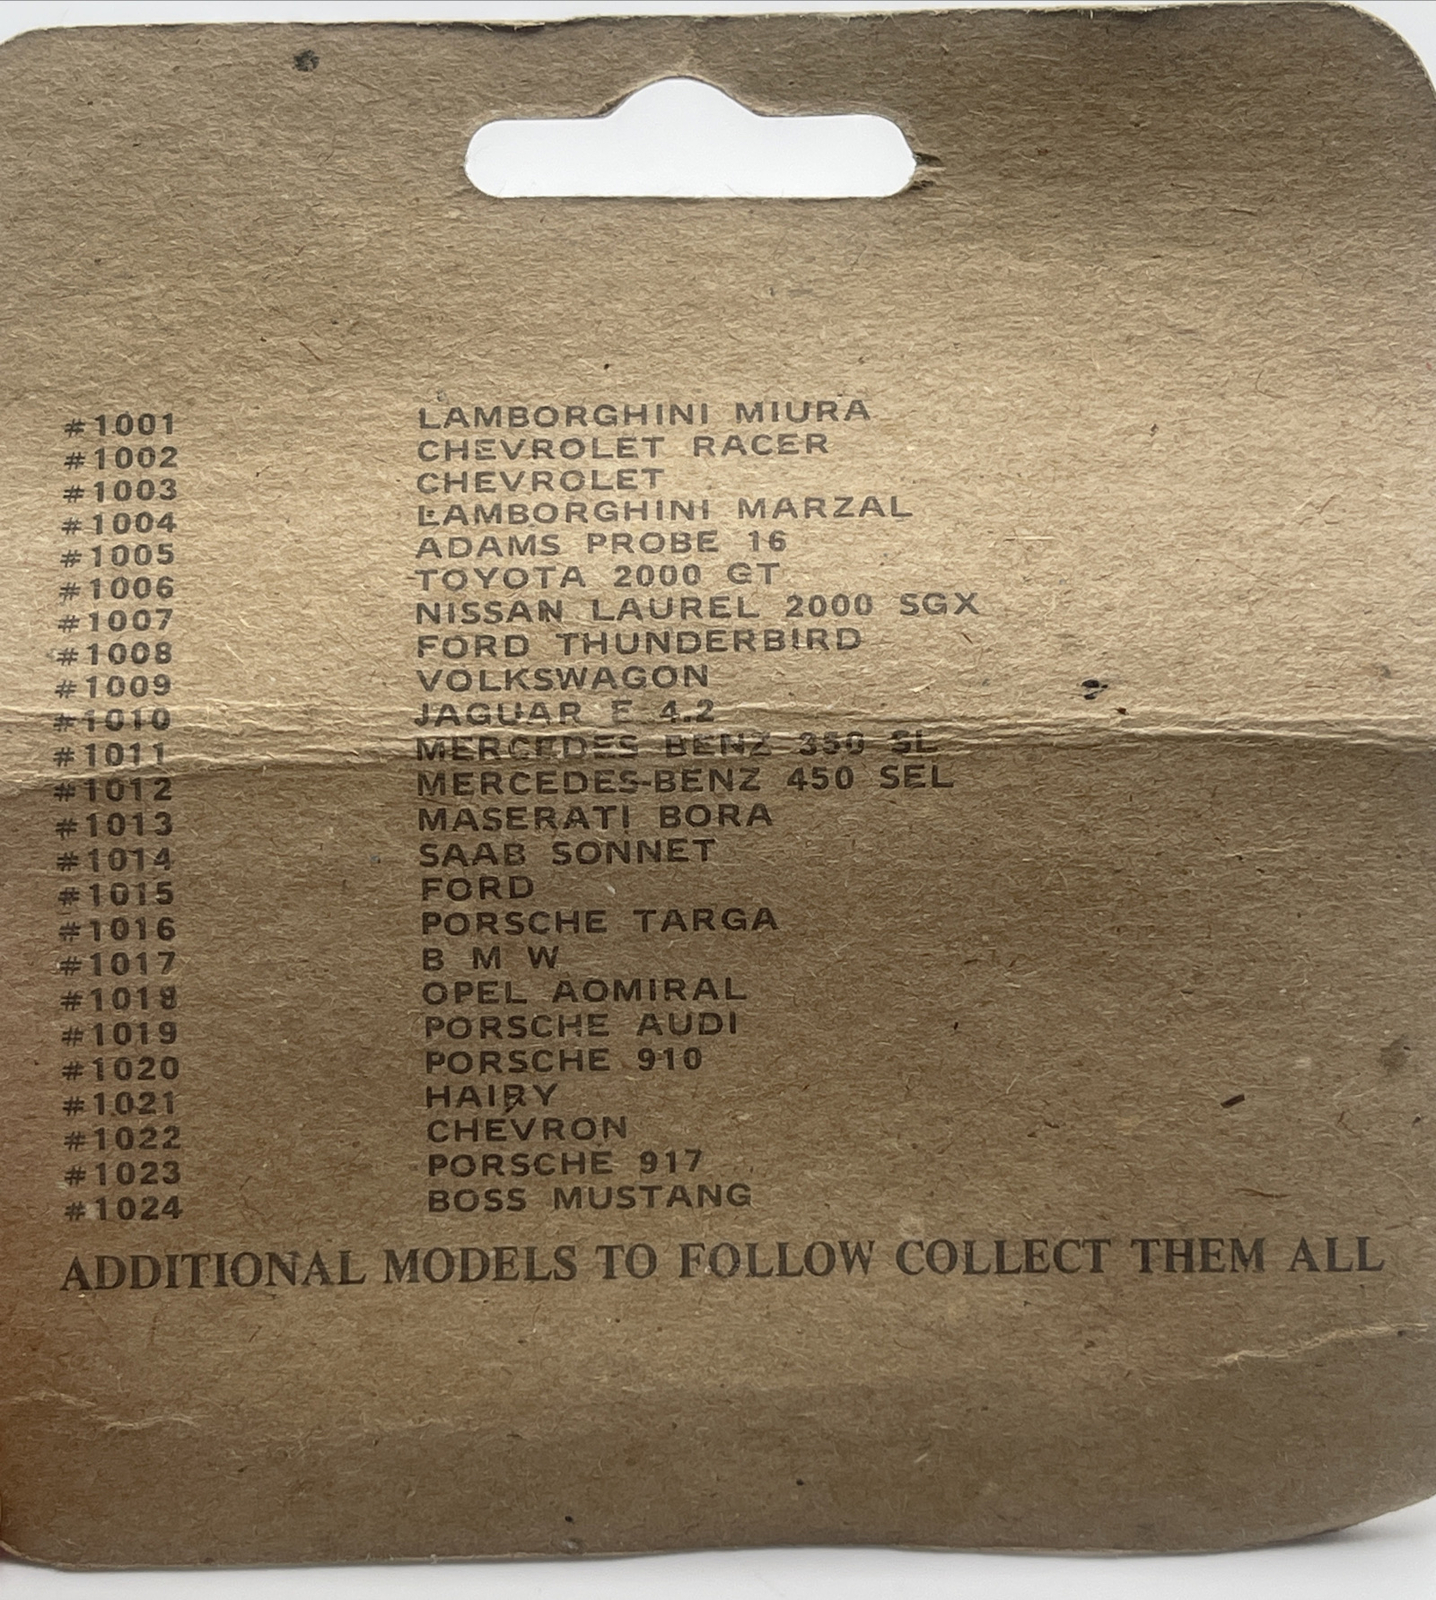 #1001 LAMBORGHINI MIURA
#1002 CHEVROLET RACER
#1003 CHEVROLET
#1004 LAMBORGHINI MARZAL
#1005 ADAMS PROBE 16
#1006 TOYOTA 2000 GT
#1007 NISSAN LAUREL 2000 SGX
#1008 FORD THUNDERBIRD
#1009 VOLKSWAGON
#1010 JAGUAR E 4.2
#1011 MERCEDES BENZ 350 SL
#1012 MERCEDES-BENZ 450 SEL
#1013 MASERATI BORA
#1014 SAAB SONNET
#1015 FORD
#1016 PORSCHE TARGA
#1017 B M W
#1018 OPEL AOMIRAL
#1019 PORSCHE AUDI
#1020 PORSCHE 910
#1021 HAIRY
#1022 CHEVRON
#1023 PORSCHE 917
#1024 BOSS MUSTANG
ADDITIONAL MODELS TO FOLLOW COLLECT THEM ALL